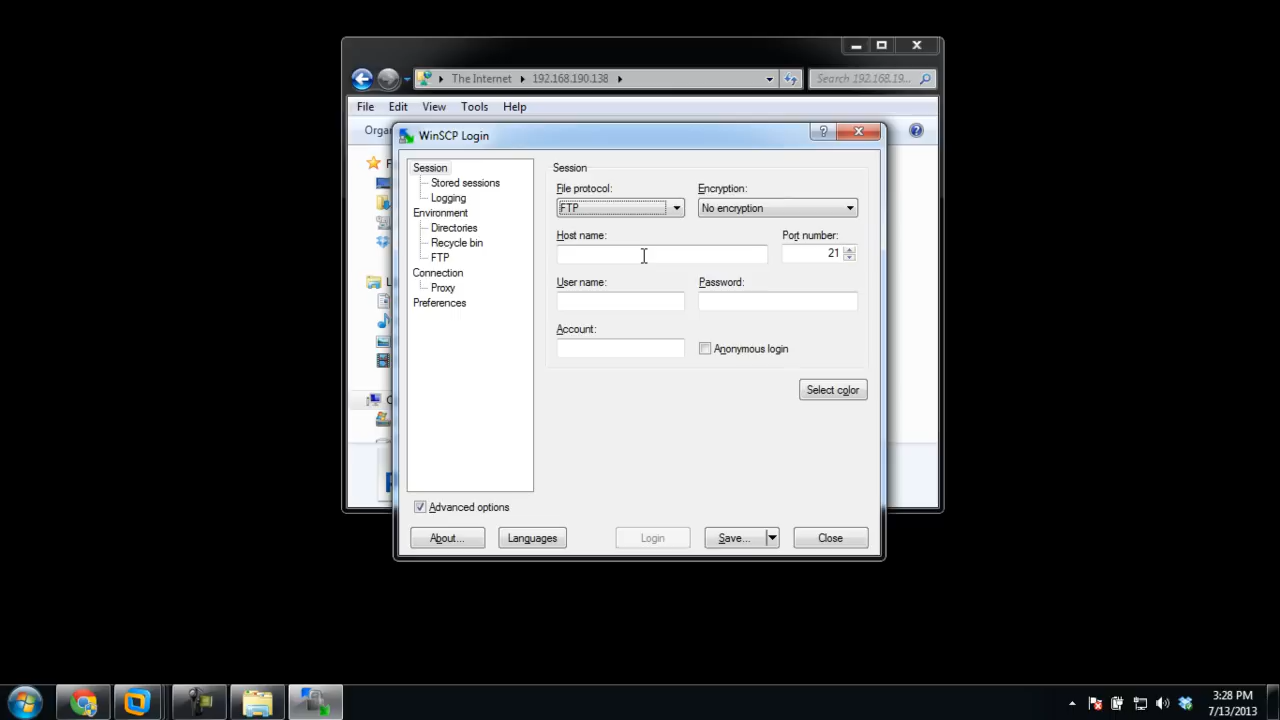 The Internet 192.168.190.138 Search 192.168.19...
File Edit View Tools Help
Orga
WinSCP Login ?
Session
Stored sessions
Logging
Environment
Directories
Recycle bin
FTP
Connection
Proxy
Preferences
Session
File protocol: Encryption:
FTP No encryption
Host name: Port number:
21
User name: Password:
Account:
Anonymous login
Select color
Advanced options
About... Languages Login Save... Close
3:28 PM
7/13/2013